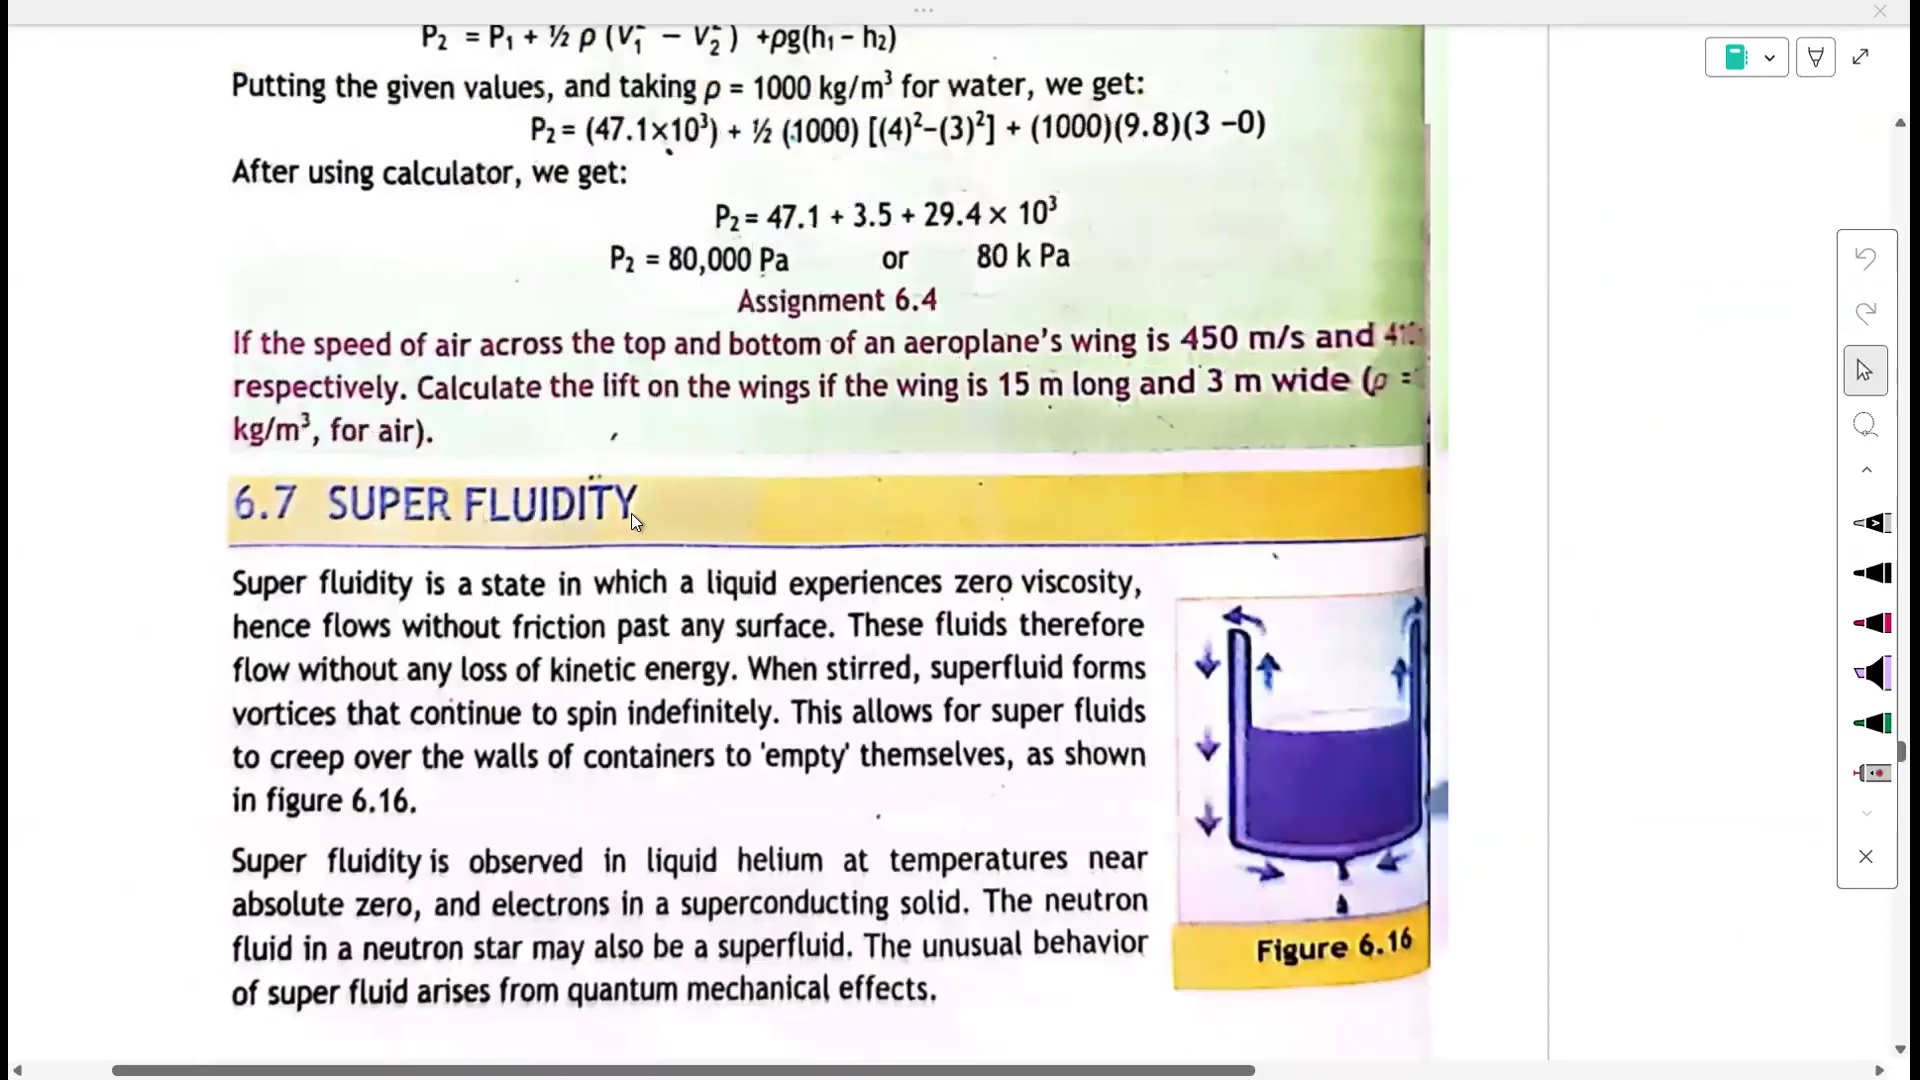 P₂ = P₁ + ½ ρ (V₁² − V₂²) +ρg(h₁ − h₂)
Putting the given values, and taking ρ = 1000 kg/m³ for water, we get:
P₂ = (47.1×10³) + ½ (1000) [(4)²−(3)²] + (1000)(9.8)(3 −0)
After using calculator, we get:
P₂ = 47.1 + 3.5 + 29.4 × 10³
P₂ = 80,000 Pa or 80 k Pa
Assignment 6.4
If the speed of air across the top and bottom of an aeroplane's wing is 450 m/s and
respectively. Calculate the lift on the wings if the wing is 15 m long and 3 m wide (ρ =
kg/m³, for air).
6.7 SUPER FLUIDITY
Super fluidity is a state in which a liquid experiences zero viscosity,
hence flows without friction past any surface. These fluids therefore
flow without any loss of kinetic energy. When stirred, superfluid forms
vortices that continue to spin indefinitely. This allows for super fluids
to creep over the walls of containers to 'empty' themselves, as shown
in figure 6.16.
Super fluidity is observed in liquid helium at temperatures near
absolute zero, and electrons in a superconducting solid. The neutron
fluid in a neutron star may also be a superfluid. The unusual behavior
of super fluid arises from quantum mechanical effects.
Figure 6.16